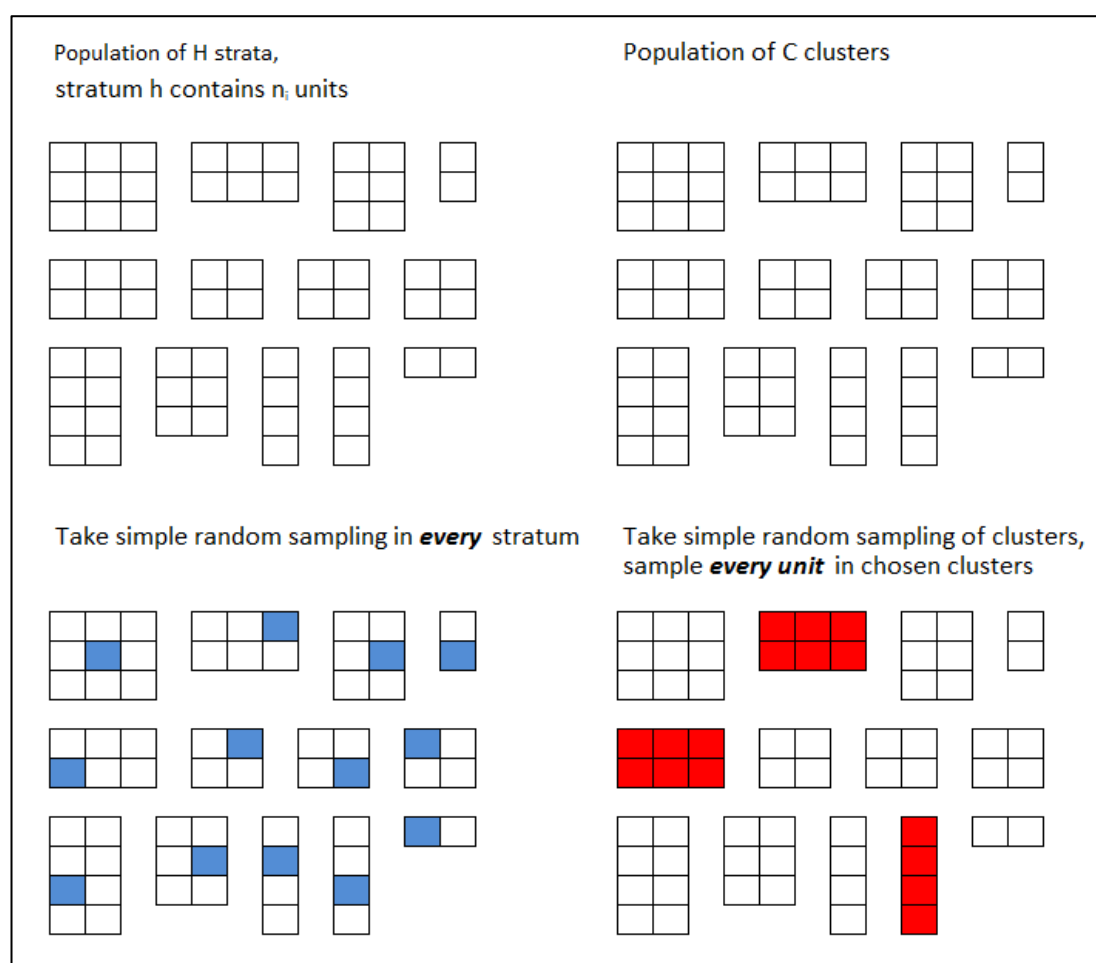 Population of H strata,
stratum h contains nᵢ units
Population of C clusters
Take simple random sampling in every stratum
Take simple random sampling of clusters,
sample every unit in chosen clusters